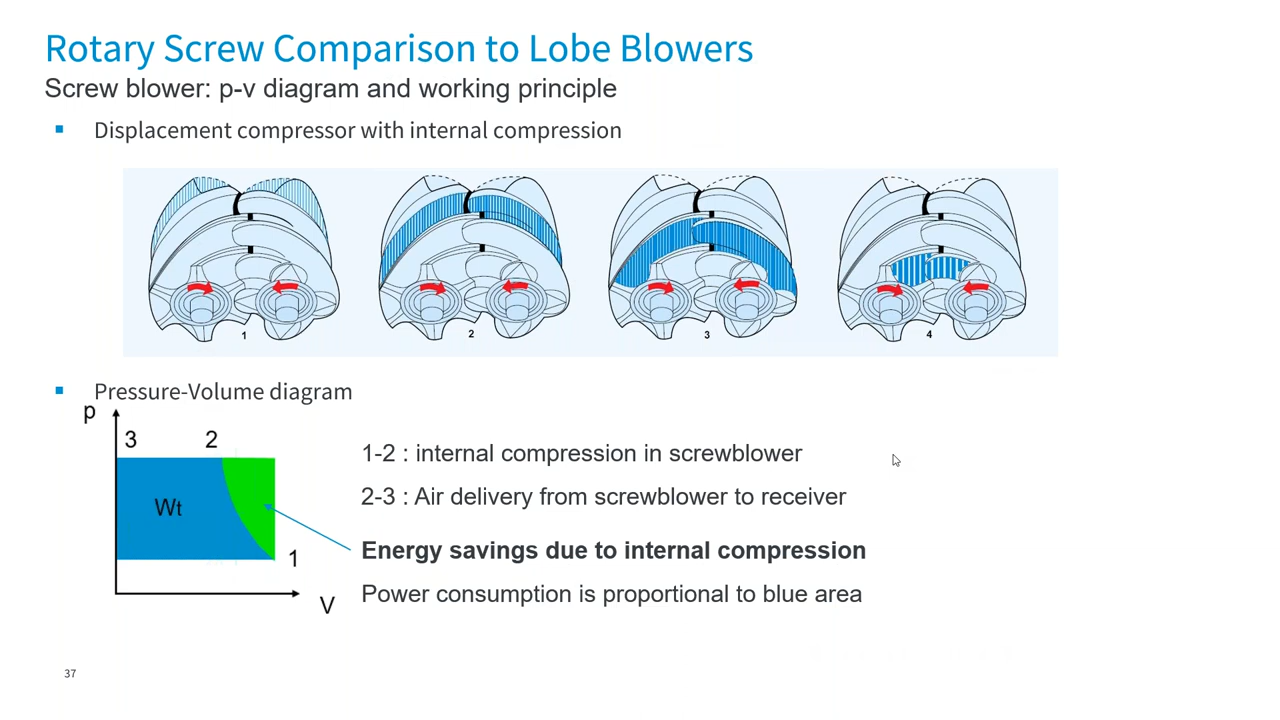 Rotary Screw Comparison to Lobe Blowers
Screw blower: p-v diagram and working principle
Displacement compressor with internal compression
1
2
3
4
Pressure-Volume diagram
p
3
2
Wt
1
V
1-2 : internal compression in screwblower
2-3 : Air delivery from screwblower to receiver
Energy savings due to internal compression
Power consumption is proportional to blue area
37